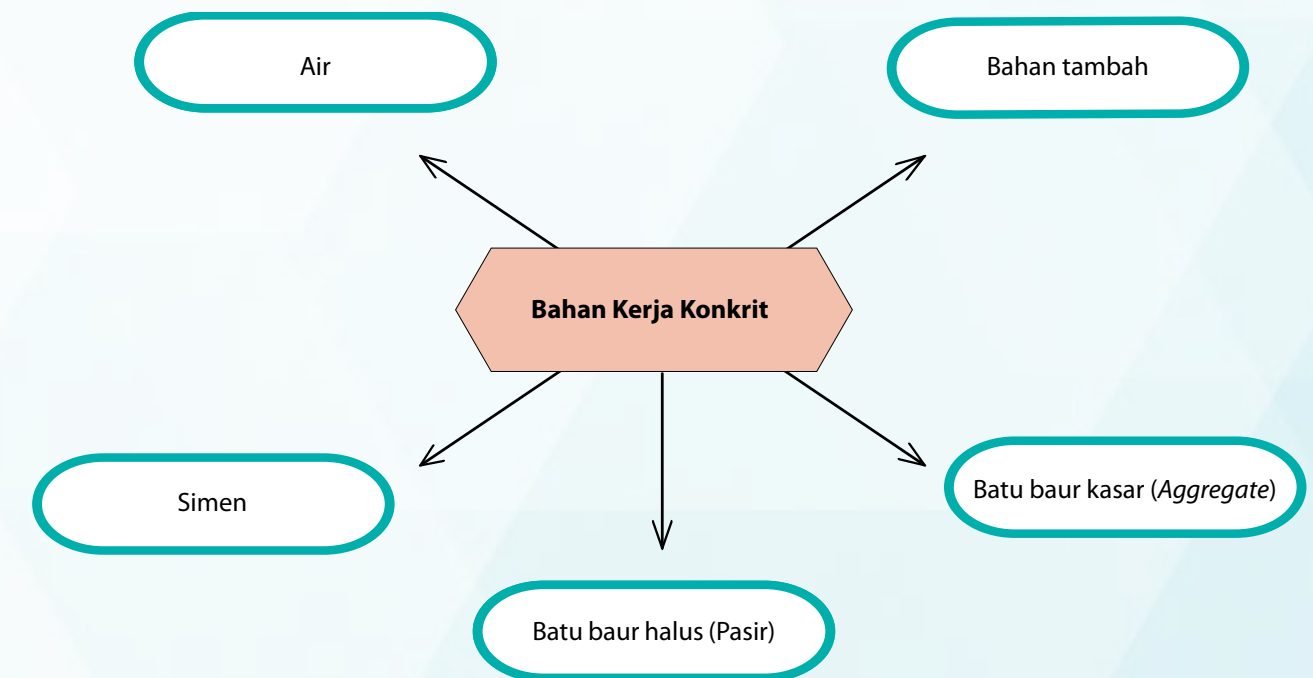 Air
Bahan tambah
Bahan Kerja Konkrit
Simen
Batu baur kasar (Aggregate)
Batu baur halus (Pasir)